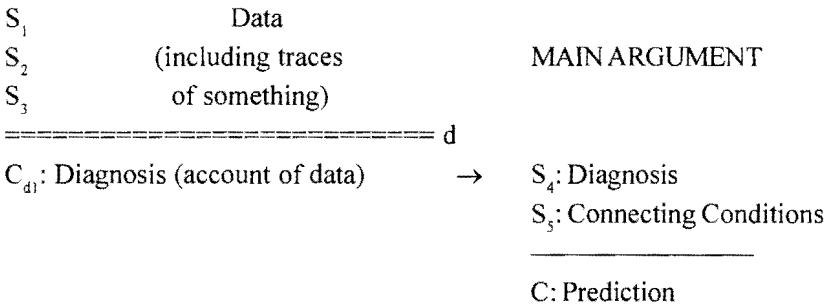 S₁ Data
S₂ (including traces MAIN ARGUMENT
S₃ of something)
========================== d
C_d1: Diagnosis (account of data) → S₄: Diagnosis
S₅: Connecting Conditions
C: Prediction